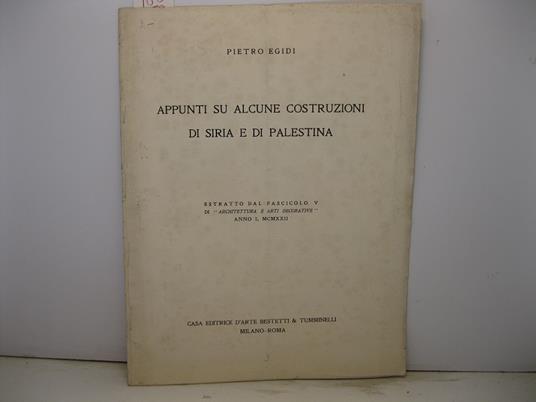 PIETRO EGIDI
APPUNTI SU ALCUNE COSTRUZIONI
DI SIRIA E DI PALESTINA
ESTRATTO DAL FASCICOLO V
DI "ARCHITETTURA E ARTI DECORATIVE"
ANNO I, MCMXXII
CASA EDITRICE D'ARTE BESTETTI & TUMMINELLI
MILANO-ROMA